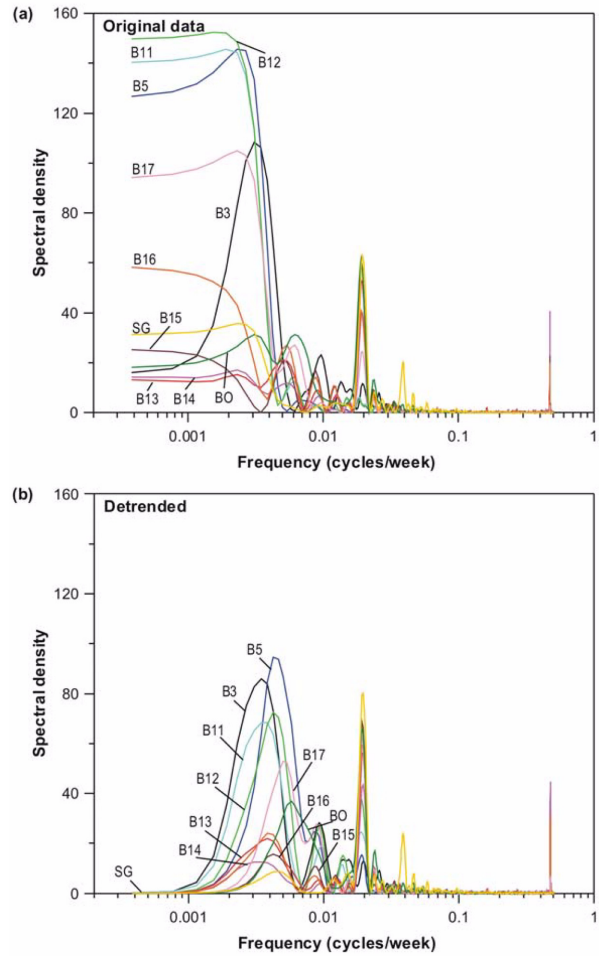 (a)
Original data
160
120
80
40
0
Spectral density
B11
B12
B5
B17
B3
B16
SG
B15
B13
B14
BO
0.001
0.01
0.1
1
Frequency (cycles/week)
(b)
Detrended
160
120
80
40
0
Spectral density
B5
B3
B11
B17
B12
B16
BO
B13
B15
B14
SG
0.001
0.01
0.1
1
Frequency (cycles/week)